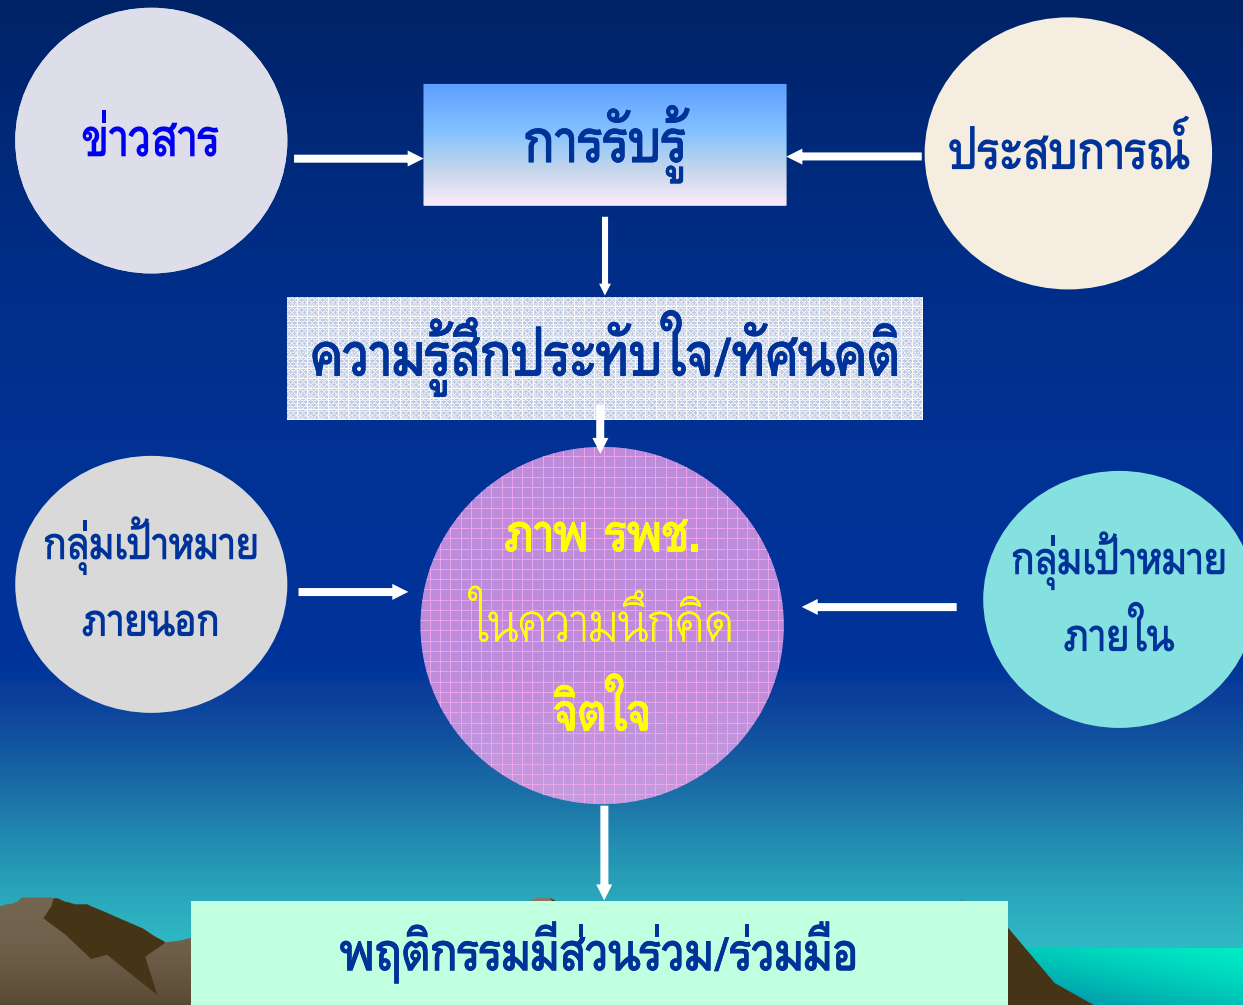 ข่าวสาร
การรับรู้
ประสบการณ์
ความรู้สึกประทับใจ/ทัศนคติ
กลุ่มเป้าหมาย
ภายนอก
ภาพ รพช.
ในความนึกคิด
จิตใจ
กลุ่มเป้าหมาย
ภายใน
พฤติกรรมมีส่วนร่วม/ร่วมมือ